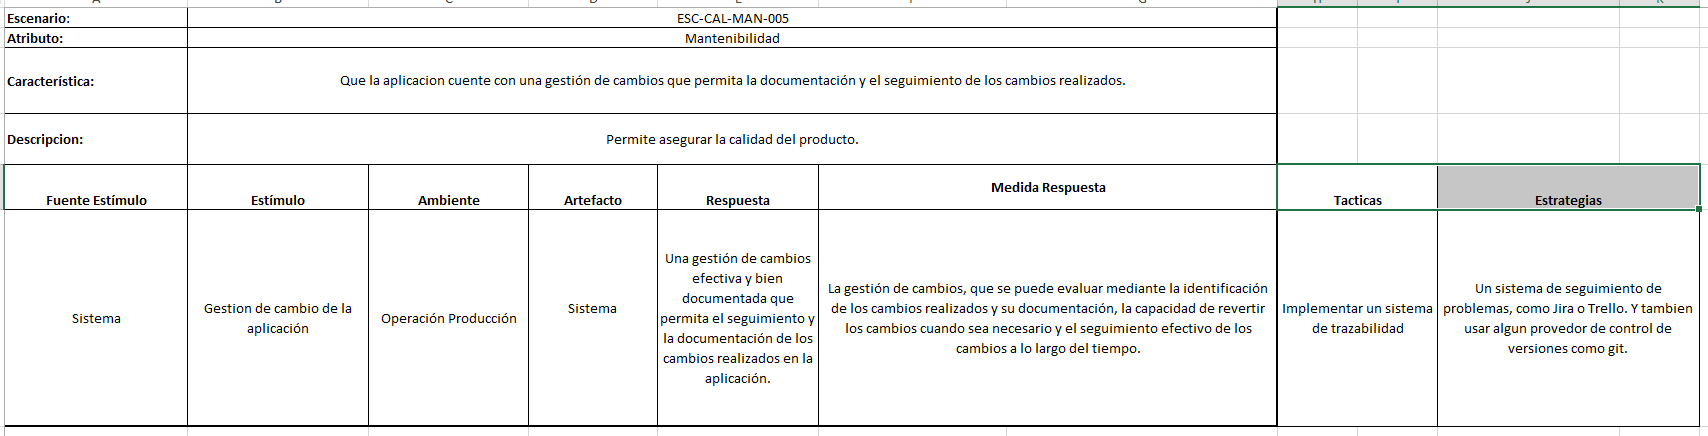 Escenario: ESC-CAL-MAN-005
Atributo: Mantenibilidad
Característica: Que la aplicacion cuente con una gestión de cambios que permita la documentación y el seguimiento de los cambios realizados.
Descripcion: Permite asegurar la calidad del producto.
Fuente Estímulo
Estímulo
Ambiente
Artefacto
Respuesta
Medida Respuesta
Tacticas
Estrategias
Sistema
Gestion de cambio de la
aplicación
Operación Producción
Sistema
Una gestión de cambios
efectiva y bien
documentada que
permita el seguimiento y
la documentación de los
cambios realizados en la
aplicación.
La gestión de cambios, que se puede evaluar mediante la identificación
de los cambios realizados y su documentación, la capacidad de revertir
los cambios cuando sea necesario y el seguimiento efectivo de los
cambios a lo largo del tiempo.
Implementar un sistema
de trazabilidad
Un sistema de seguimiento de
problemas, como Jira o Trello. Y tambien
usar algun provedor de control de
versiones como git.